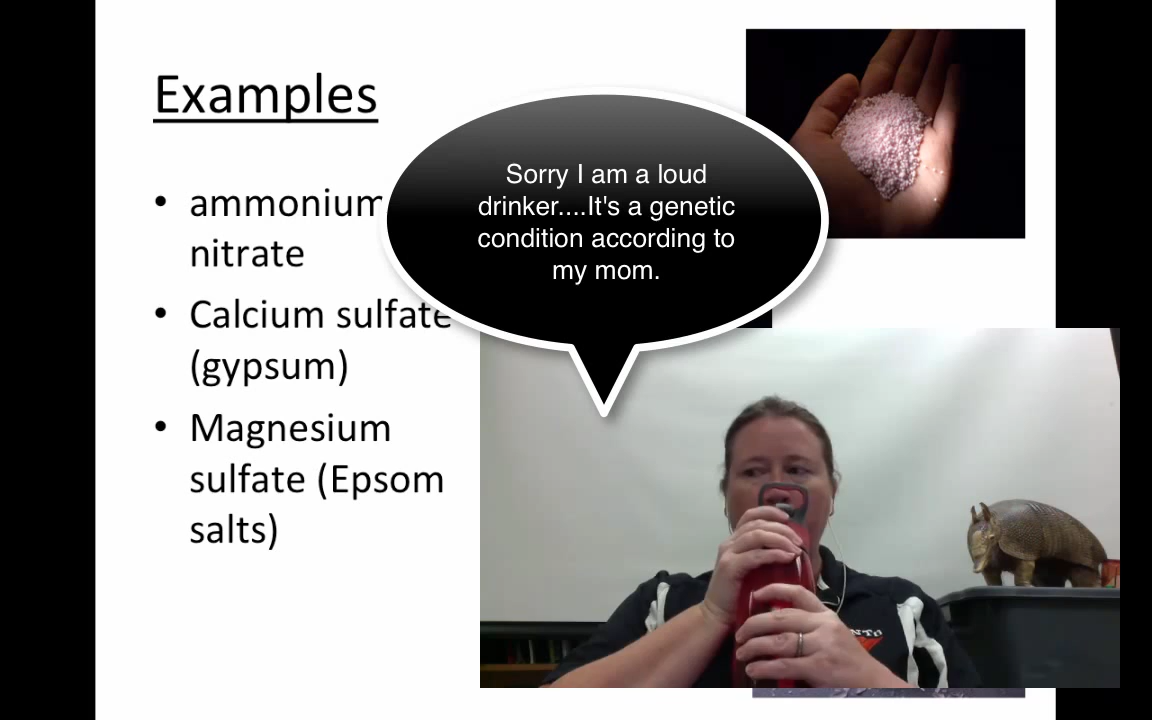 Examples
• ammonium
nitrate
• Calcium sulfate
(gypsum)
• Magnesium
sulfate (Epsom
salts)
Sorry I am a loud
drinker....It's a genetic
condition according to
my mom.